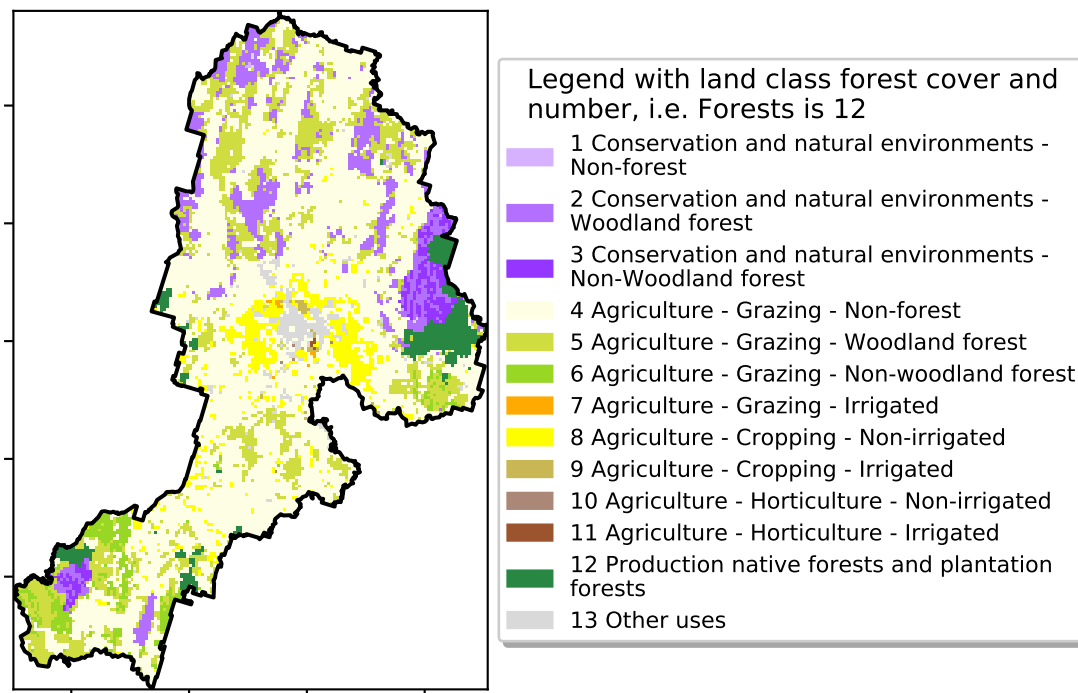 Legend with land class forest cover and
number, i.e. Forests is 12
1 Conservation and natural environments -
Non-forest
2 Conservation and natural environments -
Woodland forest
3 Conservation and natural environments -
Non-Woodland forest
4 Agriculture - Grazing - Non-forest
5 Agriculture - Grazing - Woodland forest
6 Agriculture - Grazing - Non-woodland forest
7 Agriculture - Grazing - Irrigated
8 Agriculture - Cropping - Non-irrigated
9 Agriculture - Cropping - Irrigated
10 Agriculture - Horticulture - Non-irrigated
11 Agriculture - Horticulture - Irrigated
12 Production native forests and plantation
forests
13 Other uses